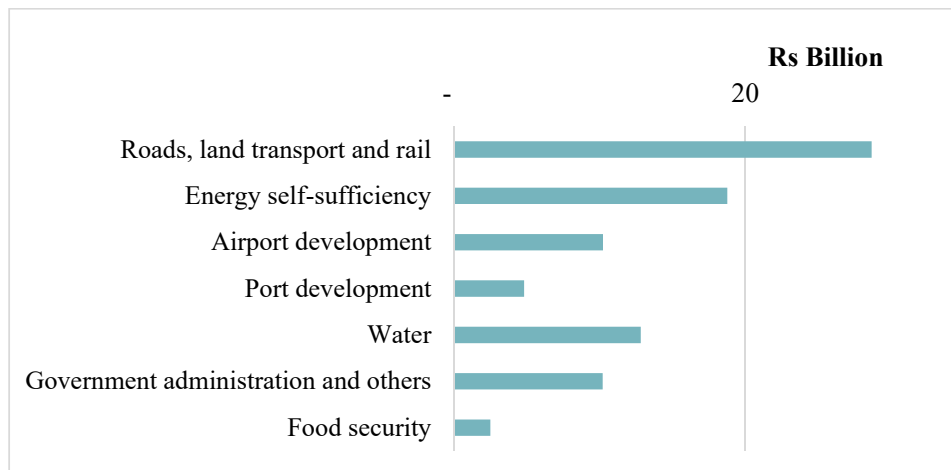 Rs Billion
- 20
Roads, land transport and rail
Energy self-sufficiency
Airport development
Port development
Water
Government administration and others
Food security